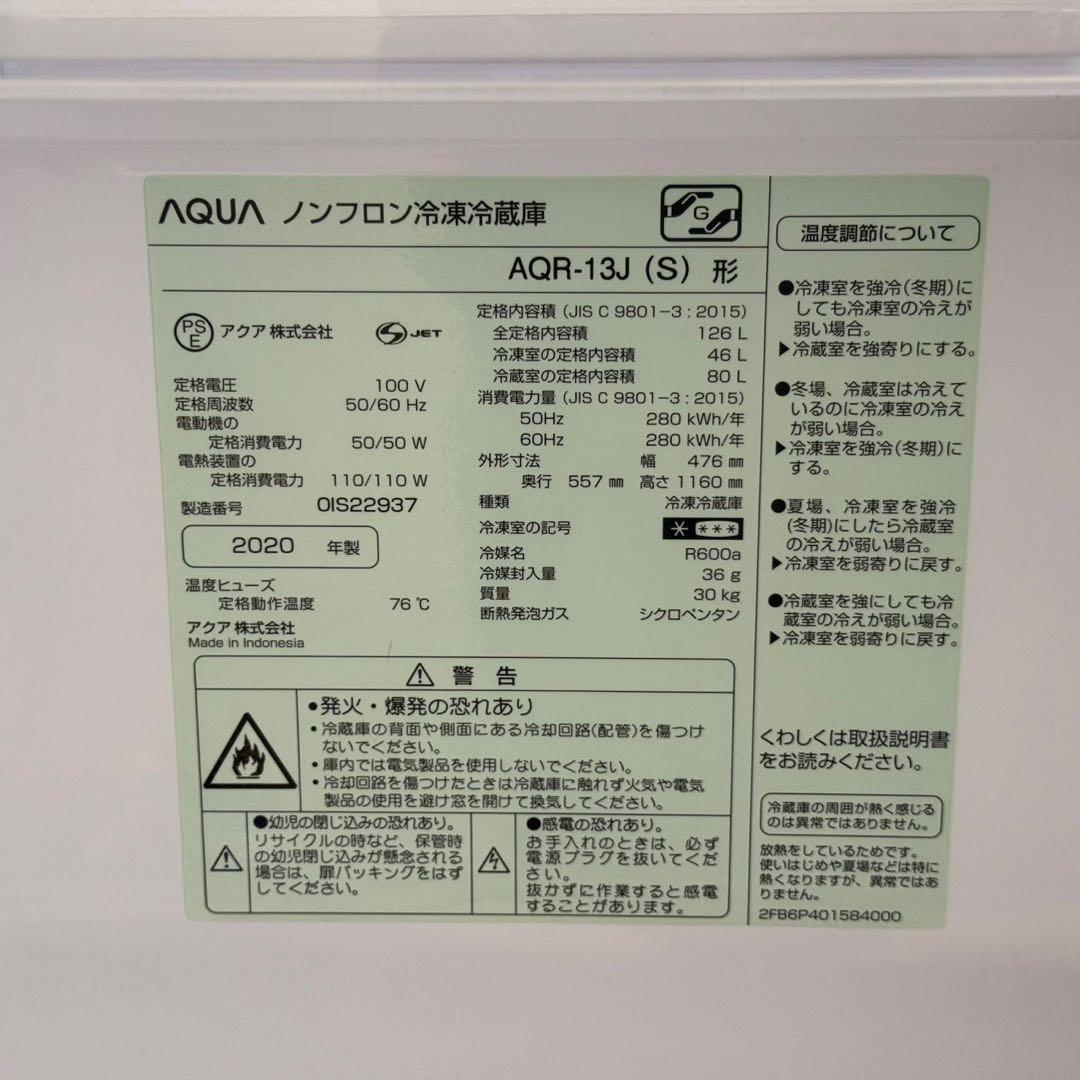 AQUA ノンフロン冷凍冷蔵庫
G
AQR-13J (S) 形
PS
E
アクア 株式会社
S JET
定格電圧 100 V
定格周波数 50/60 Hz
電動機の
定格消費電力 50/50 W
電熱装置の
定格消費電力 110/110 W
製造番号 0IS22937
2020 年製
温度ヒューズ
定格動作温度 76 ℃
アクア 株式会社
Made in Indonesia
定格内容積 (JIS C 9801-3 : 2015)
全定格内容積 126 L
冷凍室の定格内容積 46 L
冷蔵室の定格内容積 80 L
消費電力量 (JIS C 9801-3 : 2015)
50Hz 280 kWh/年
60Hz 280 kWh/年
外形寸法 幅 476 ㎜
奥行 557 ㎜ 高さ 1160 ㎜
種類 冷凍冷蔵庫
冷凍室の記号
冷媒名 R600a
冷媒封入量 36 g
質量 30 kg
断熱発泡ガス シクロペンタン
警 告
●発火・爆発の恐れあり
・冷蔵庫の背面や側面にある冷却回路(配管)を傷つけ
ないでください。
・庫内では電気製品を使用しないでください。
・冷却回路を傷つけたときは冷蔵庫に触れず火気や電気
製品の使用を避け窓を開けて換気してください。
●幼児の閉じ込みの恐れあり。
リサイクルの時など、保管時
の幼児閉じ込みが懸念される
場合は、扉パッキングをはず
してください。
●感電の恐れあり。
お手入れのときは、必ず
電源プラグを抜いてくだ
さい。
抜かずに作業すると感電
することがあります。
温度調節について
●冷凍室を強冷(冬期)に
しても冷凍室の冷えが
弱い場合。
▶冷蔵室を強寄りにする。
●冬場、冷蔵室は冷えて
いるのに冷凍室の冷え
が弱い場合。
▶冷凍室を強冷(冬期)に
する。
●夏場、冷凍室を強冷
(冬期)にしたら冷蔵室
の冷えが弱い場合。
▶冷凍室を弱寄りに戻す。
●冷蔵室を強にしても冷
蔵室の冷えが弱い場合。
▶冷凍室を弱寄りに戻す。
くわしくは取扱説明書
をお読みください。
冷蔵庫の周囲が熱く感じる
のは異常ではありません。
放熱をしているためです。
使いはじめや夏場などは特に
熱くなりますが、異常ではあ
りません。
2FB6P401584000